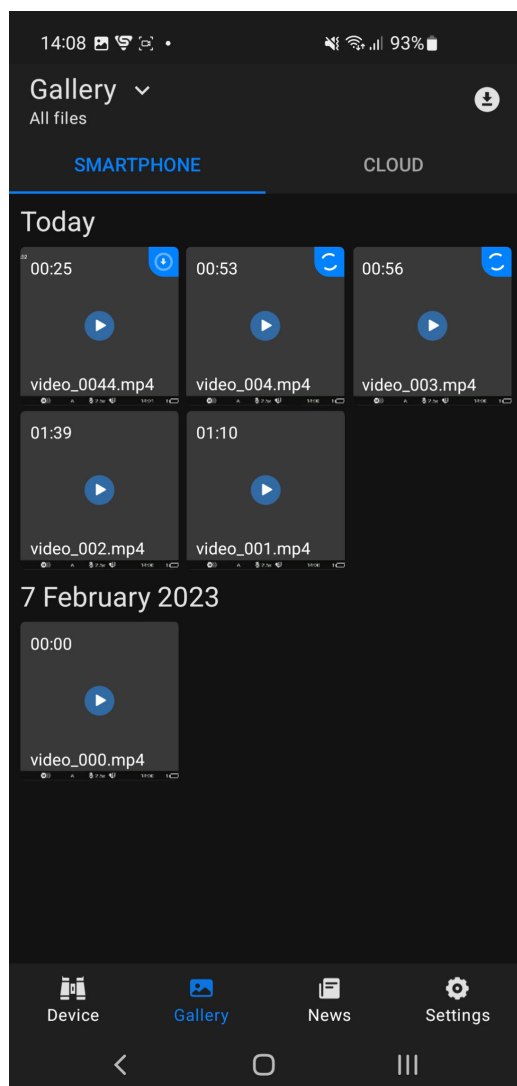 14:08 93%
Gallery
All files
SMARTPHONE CLOUD
Today
00:25 00:53 00:56
video_0044.mp4 video_004.mp4 video_003.mp4
01:39 01:10
video_002.mp4 video_001.mp4
7 February 2023
00:00
video_000.mp4
Device Gallery News Settings